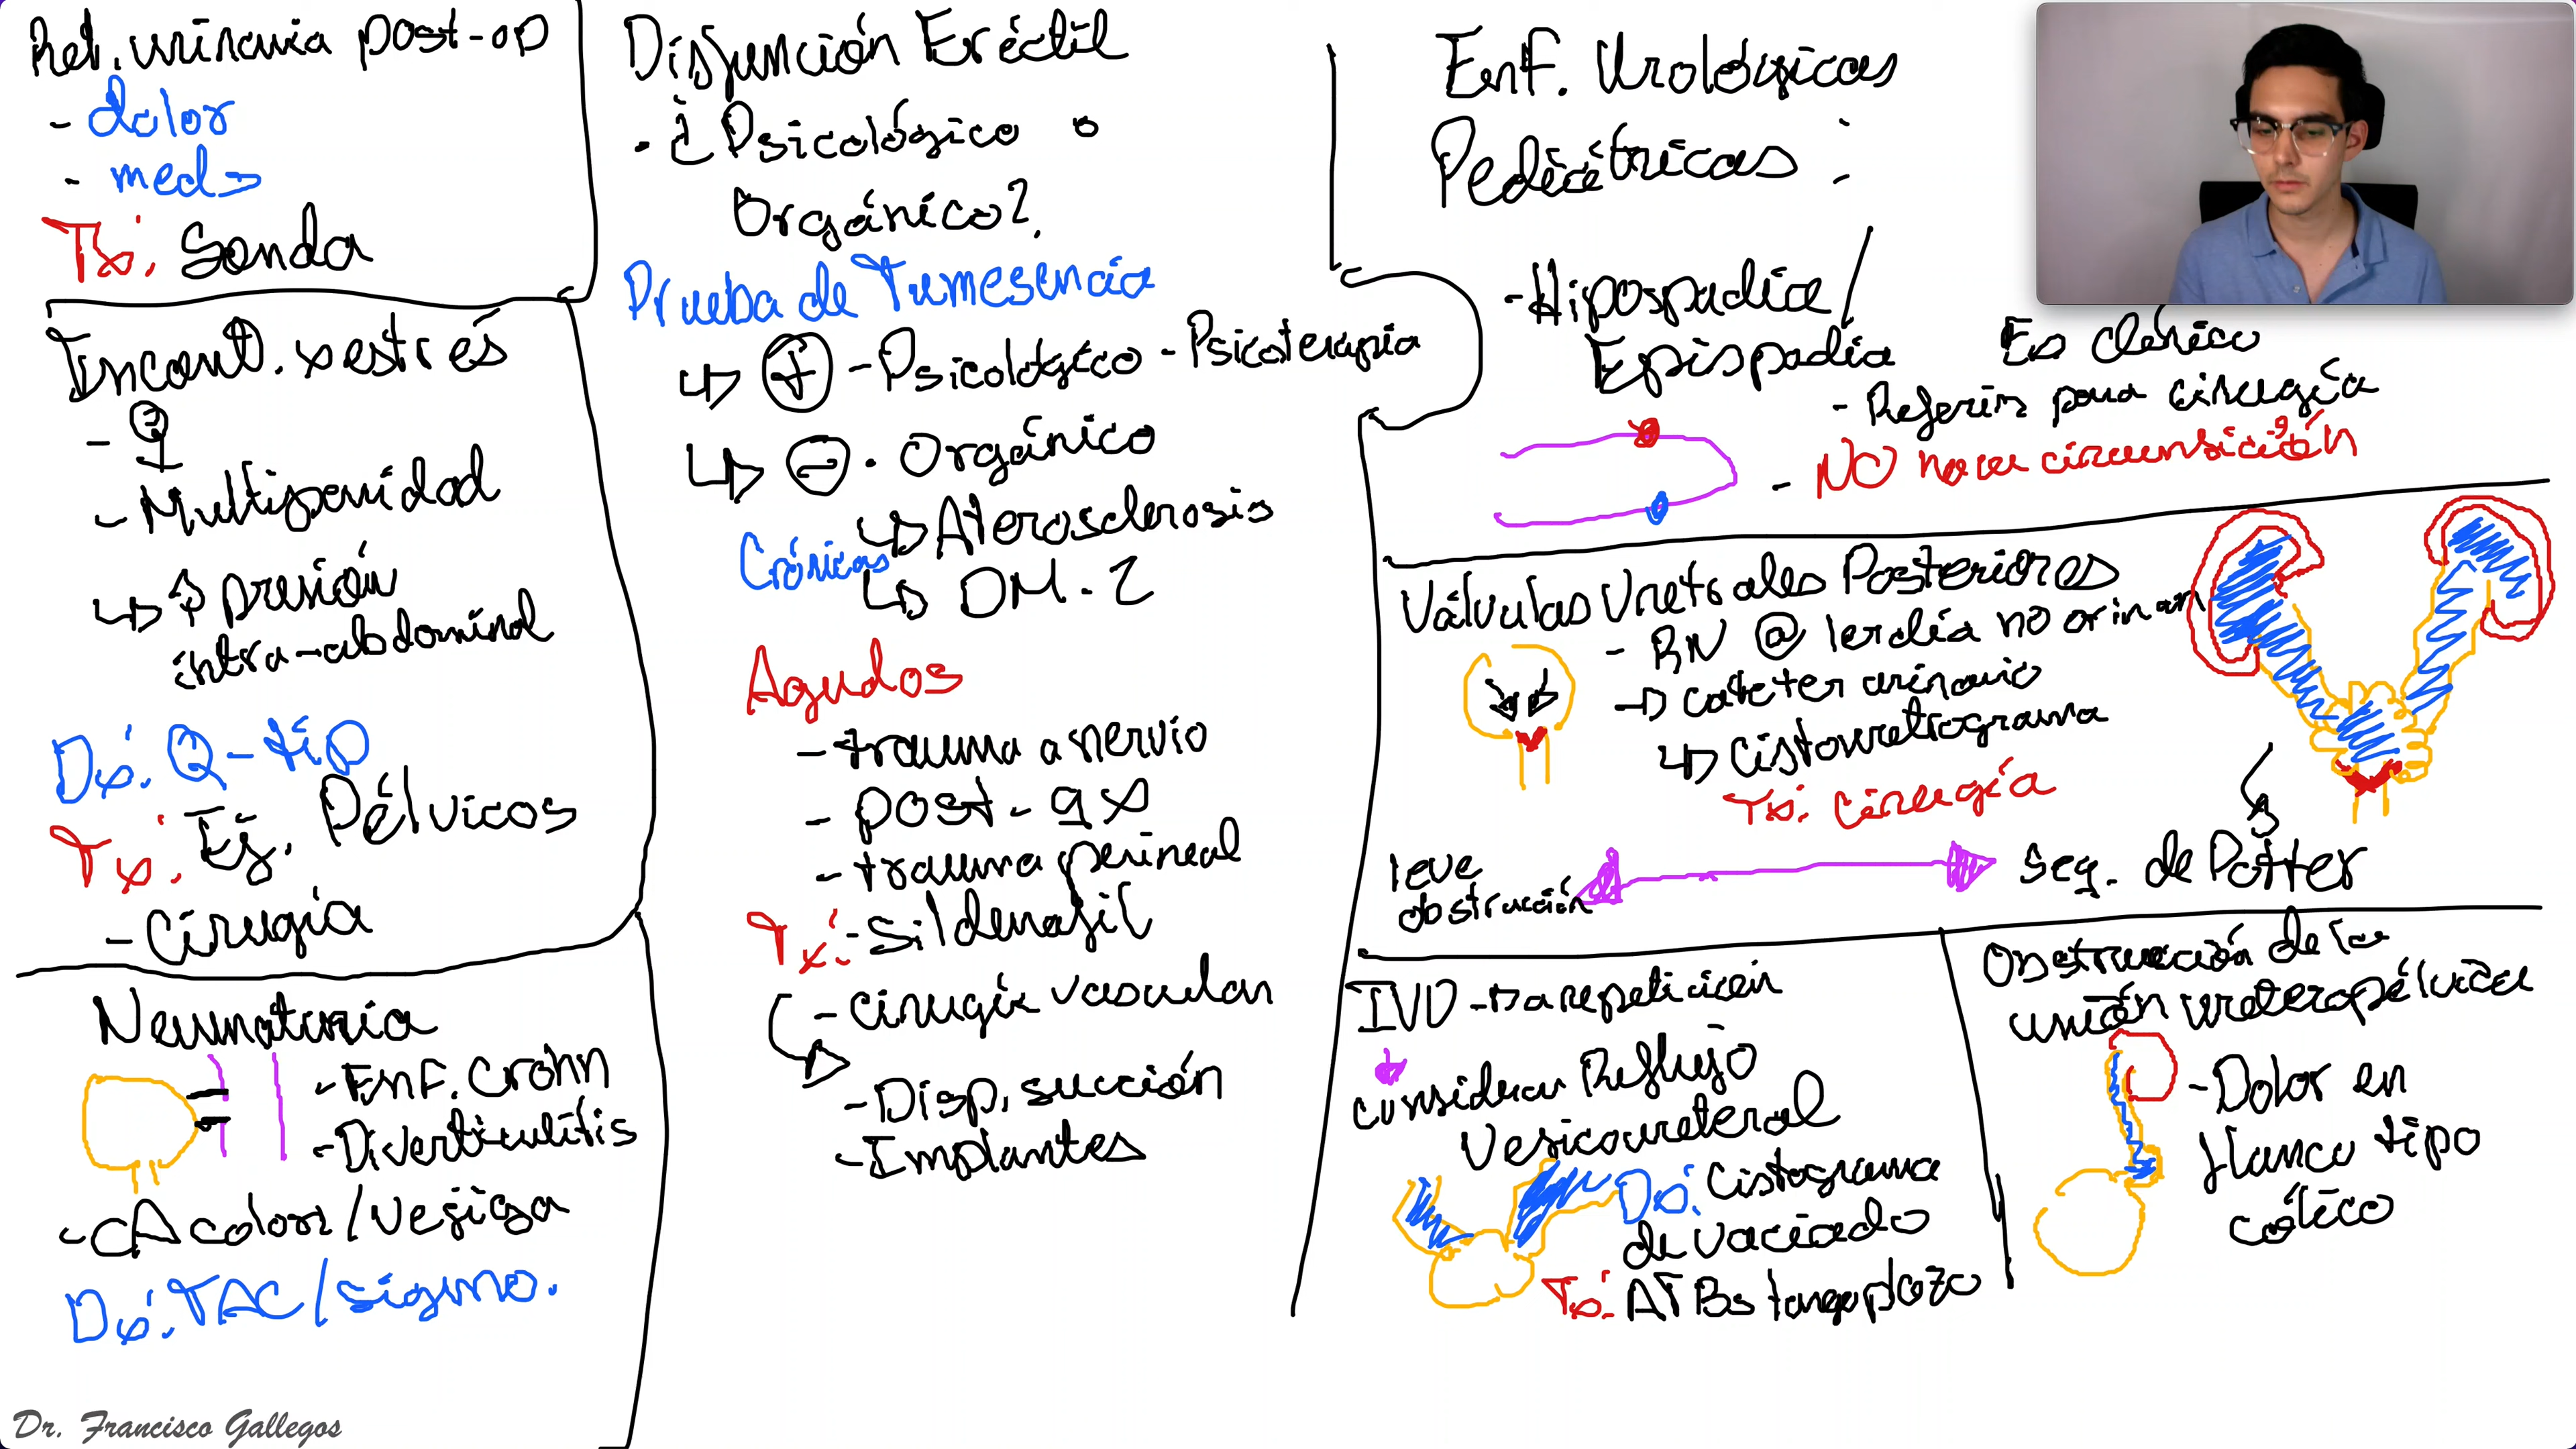 Ret. urinaria post-op
- dolor
- meds
Tx: Sonda
Incont. x estrés
- ♀
- Multiparidad
↳ ↑ presión
intra-abdominal
Dx: Q-tip
Tx: Ej. Pélvicos
- Cirugía
Neumaturia
- Enf. Crohn
- Diverticulitis
- CA colon/vejiga
Dx: TAC/sigmo.
Disfunción Eréctil
- ¿Psicológico o
Orgánico?
Prueba de Tumesencia
↳ ⊕ - Psicológico - Psicoterapia
↳ ⊖ - Orgánico
↳ Aterosclerosis
Crónicas
↳ DM-2
Agudos
- trauma a nervio
- post-qx
- trauma perineal
Tx: - Sildenafil
- Cirugía vascular
- Disp. succión
- Implantes
Enf. Urológicas
Pediátricas :
- Hipospadia /
Epispadia
Es clínico
- Referir para cirugía
- NO hacer circunsición
Válvulas Uretrales Posteriores
- RN @ 1er día no orinan
→ cateter urinario
↳ cistouretrograma
Tx: Cirugía
leve
obstrucción
seq. de Potter
IVU → a repetición
considerar Reflujo
Vesicoureteral
Dx: Cistograma
de vaciado
Tx: ATBs largo plazo
Obstrucción de la
unión ureteropélvica
- Dolor en
flanco tipo
cólico
Dr. Francisco Gallegos